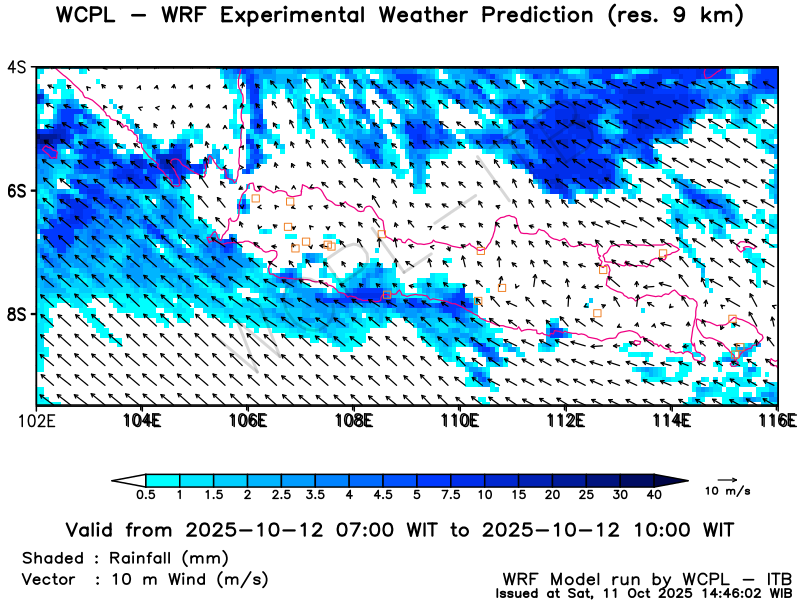 WCPL – WRF Experimental Weather Prediction (res. 9 km)
4S
6S
8S
102E 104E 106E 108E 110E 112E 114E 116E
WCPL–I
0.5 1 1.5 2 2.5 3.5 4 4.5 5 7.5 10 15 20 25 30 40
10 m/s
Valid from 2025–10–12 07:00 WIT to 2025–10–12 10:00 WIT
Shaded : Rainfall (mm)
Vector : 10 m Wind (m/s)
WRF Model run by WCPL – ITB
Issued at Sat, 11 Oct 2025 14:46:02 WIB